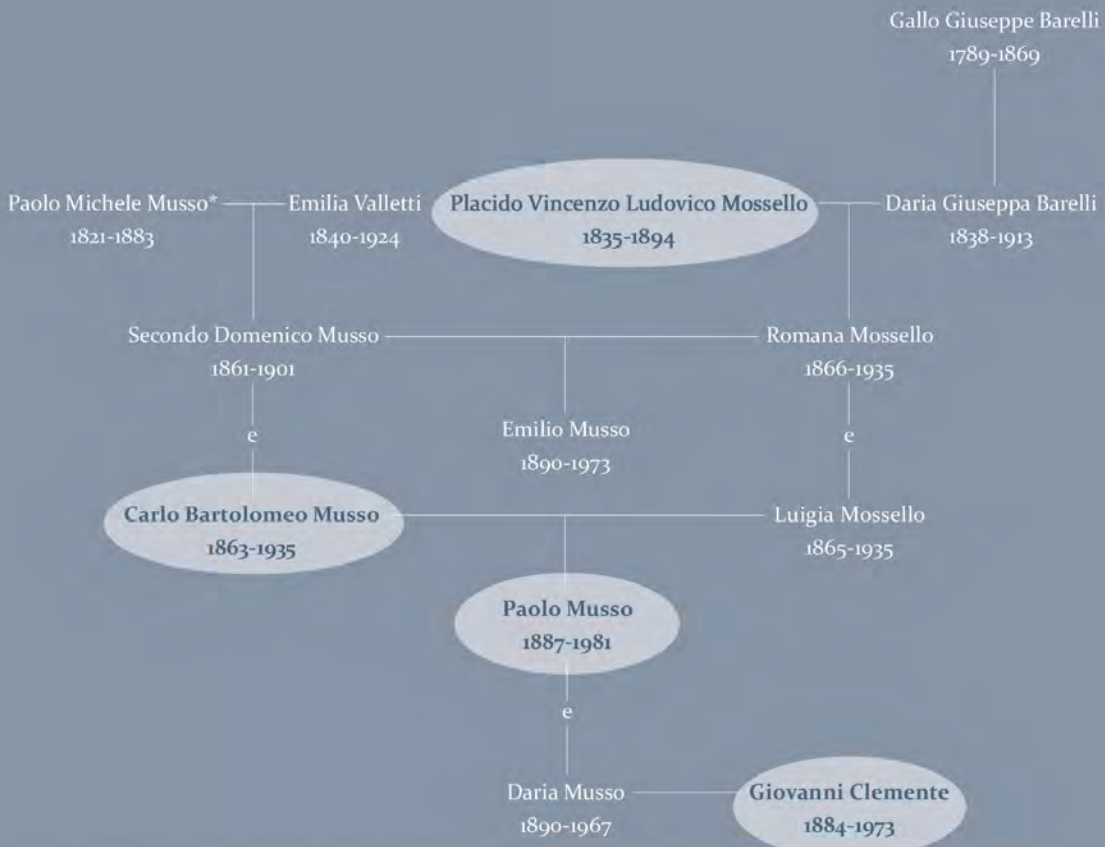 Gallo Giuseppe Barelli
1789-1869
Paolo Michele Musso*
1821-1883
Emilia Valletti
1840-1924
Placido Vincenzo Ludovico Mossello
1835-1894
Daria Giuseppa Barelli
1838-1913
Secondo Domenico Musso
1861-1901
Romana Mossello
1866-1935
e
Emilio Musso
1890-1973
e
Carlo Bartolomeo Musso
1863-1935
Luigia Mossello
1865-1935
Paolo Musso
1887-1981
e
Daria Musso
1890-1967
Giovanni Clemente
1884-1973